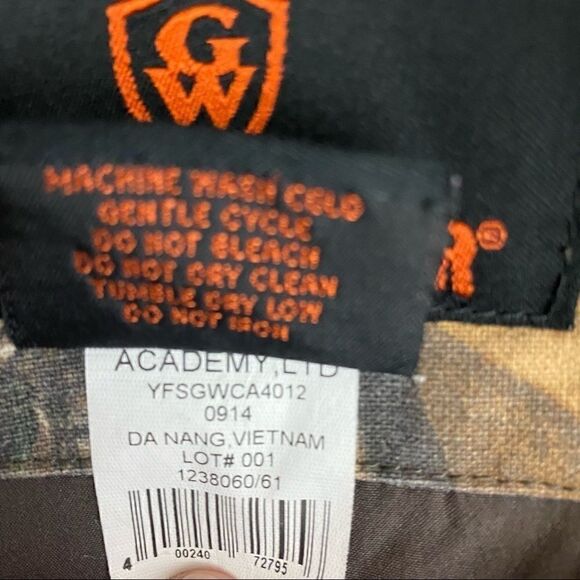 G
W
MACHINE WASH COLD
GENTLE CYCLE
DO NOT BLEACH
DO NOT DRY CLEAN
TUMBLE DRY LOW
DO NOT IRON
R®
ACADEMY,LTD
YFSGWCA4012
0914
DA NANG,VIETNAM
LOT# 001
1238060/61
4 00240 72795